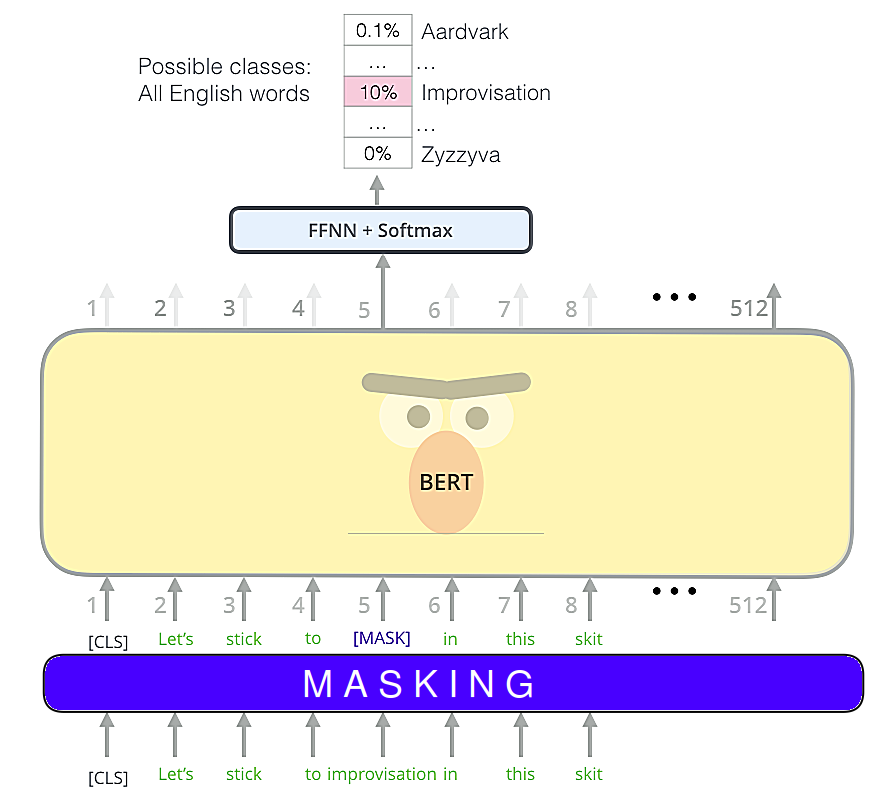 0.1% Aardvark
... ...
Possible classes:
All English words
10% Improvisation
... ...
0% Zyzzyva
FFNN + Softmax
1 2 3 4 5 6 7 8 ••• 512
BERT
1 2 3 4 5 6 7 8 ••• 512
[CLS] Let's stick to [MASK] in this skit
MASKING
[CLS] Let's stick to improvisation in this skit